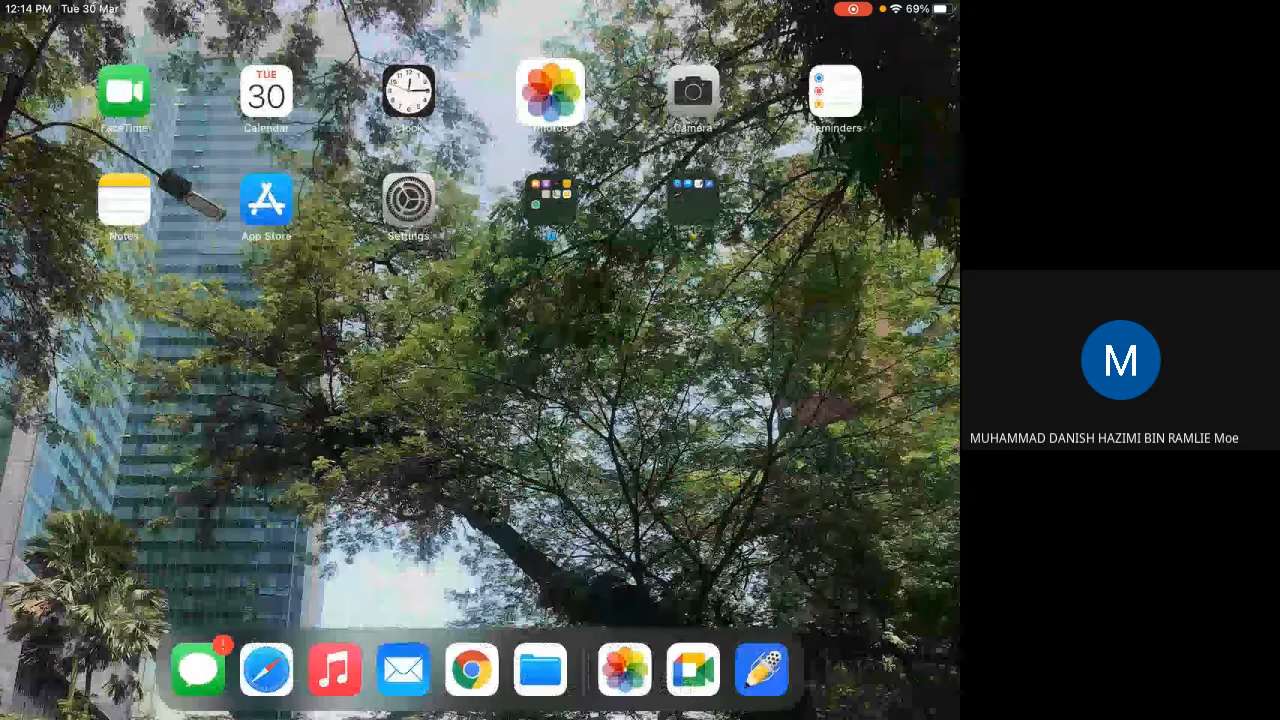 12:14 PM Tue 30 Mar
69%
TUE
30
FaceTime
Calendar
Clock
Photos
Camera
Reminders
Notes
App Store
Settings
M
MUHAMMAD DANISH HAZIMI BIN RAMLIE Moe